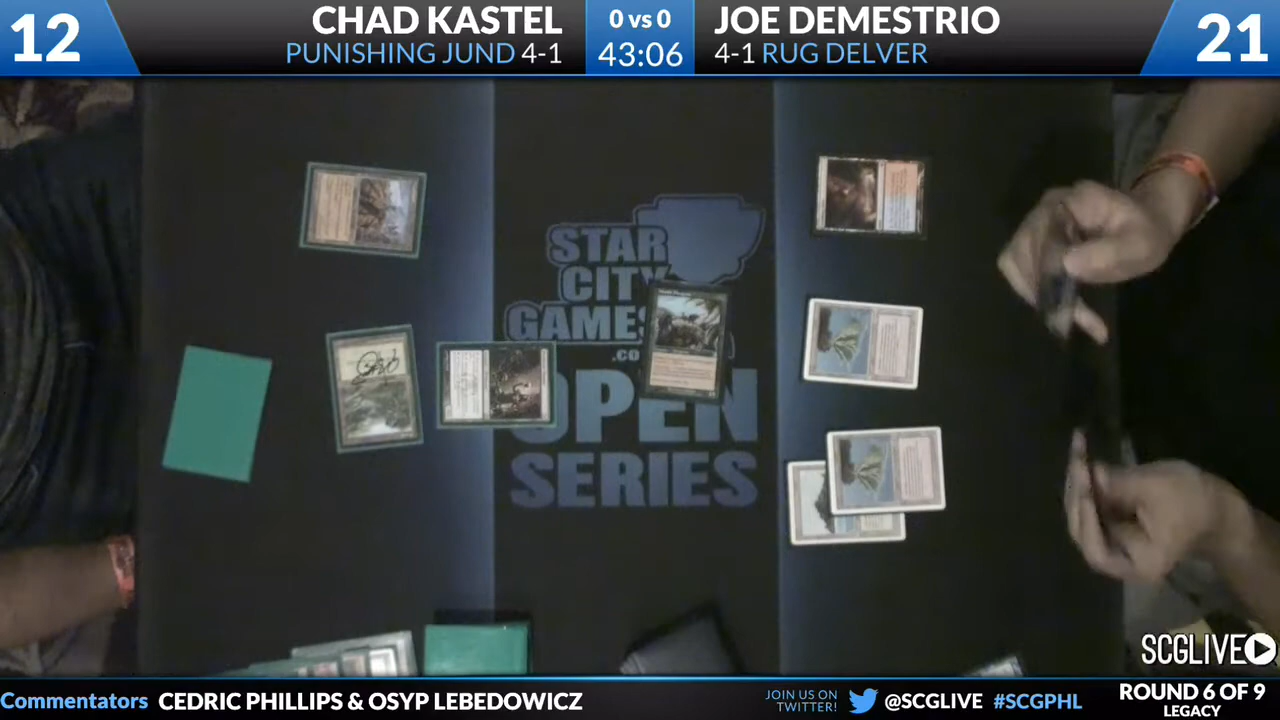 12
CHAD KASTEL
PUNISHING JUND 4-1
0 vs 0
43:06
JOE DEMESTRIO
4-1 RUG DELVER
21
STAR
CITY
GAMES
.co
OPEN
SERIES
SCGLIVE
Commentators CEDRIC PHILLIPS & OSYP LEBEDOWICZ
JOIN US ON
TWITTER!
@SCGLIVE #SCGPHL
ROUND 6 OF 9
LEGACY